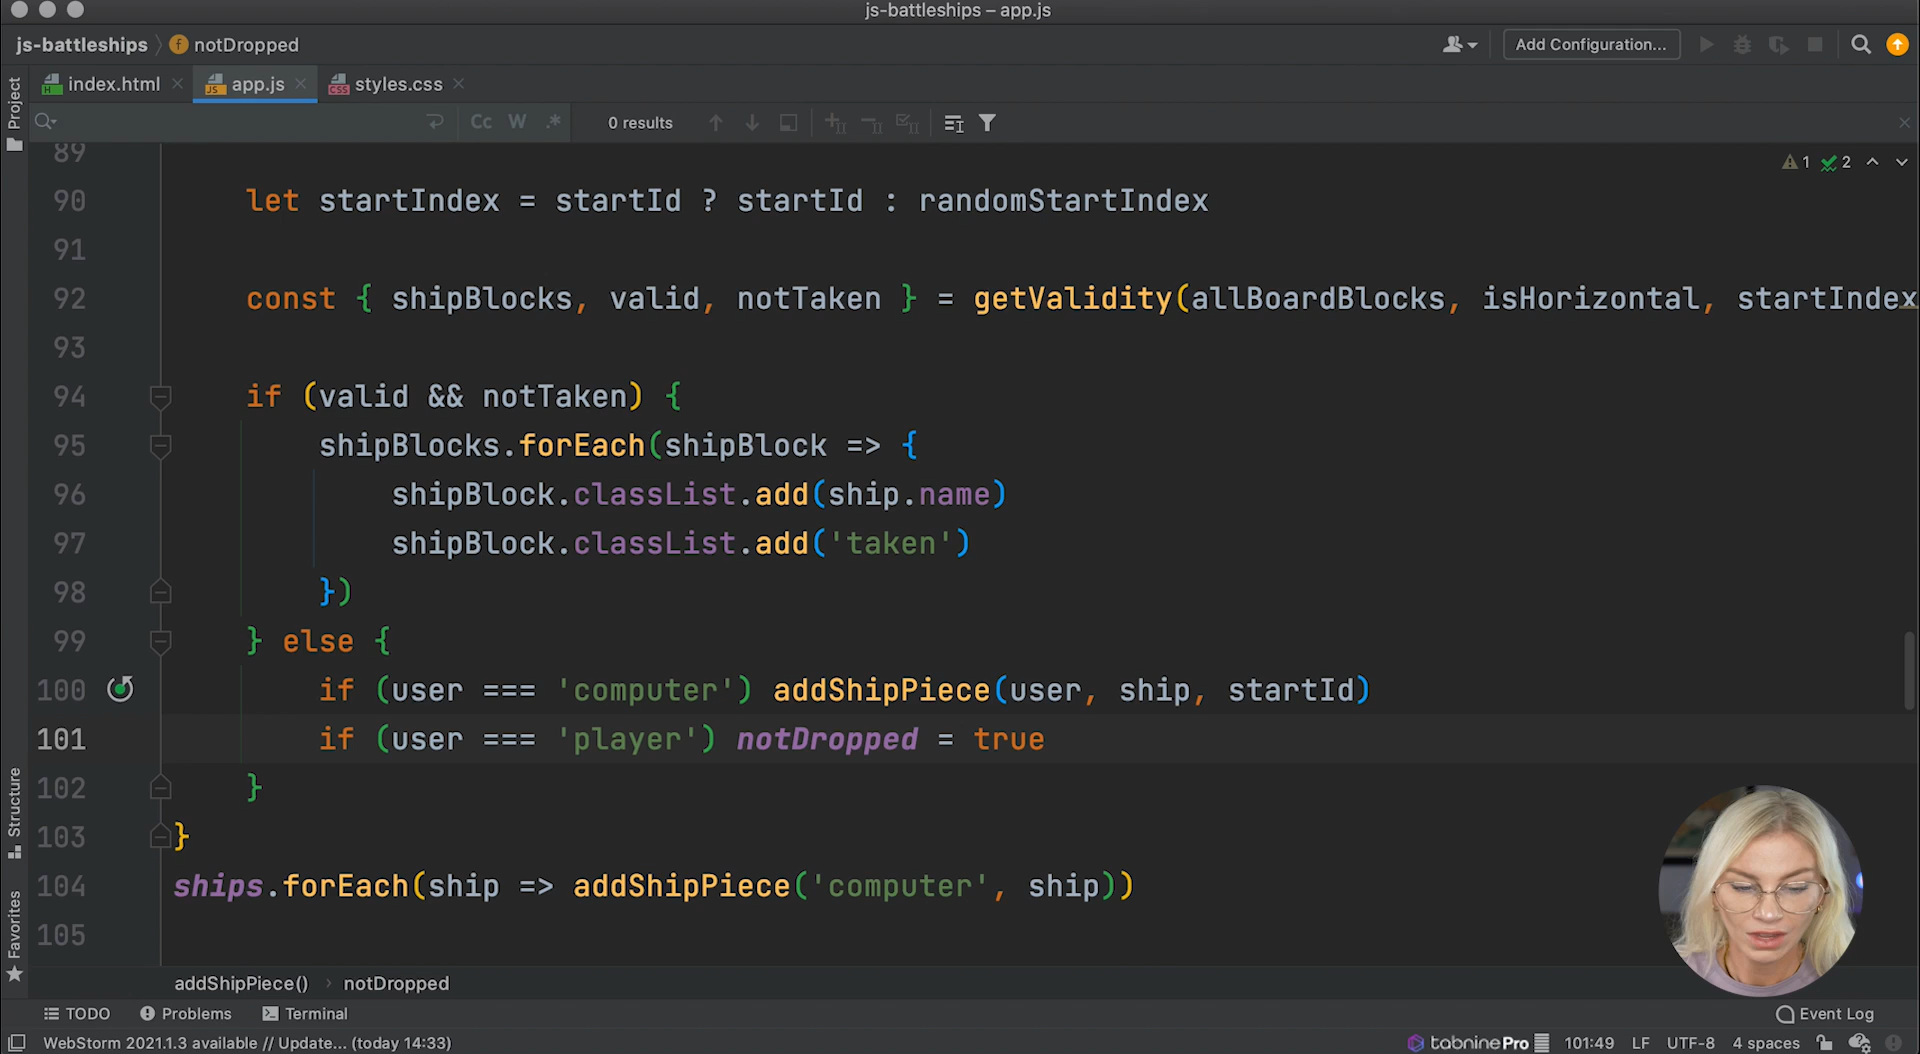 js-battleships – app.js
js-battleships
notDropped
Add Configuration...
Project
index.html
app.js
styles.css
Cc
W
.*
0 results
1
2
89
90 let startIndex = startId ? startId : randomStartIndex
91
92 const { shipBlocks, valid, notTaken } = getValidity(allBoardBlocks, isHorizontal, startIndex
93
94 if (valid && notTaken) {
95 shipBlocks.forEach(shipBlock => {
96 shipBlock.classList.add(ship.name)
97 shipBlock.classList.add('taken')
98 })
99 } else {
100 if (user === 'computer') addShipPiece(user, ship, startId)
101 if (user === 'player') notDropped = true
102 }
103 }
104 ships.forEach(ship => addShipPiece('computer', ship))
105
Structure
Favorites
addShipPiece()
notDropped
TODO
Problems
Terminal
Event Log
WebStorm 2021.1.3 available // Update... (today 14:33)
tabnine Pro
101:49
LF
UTF-8
4 spaces